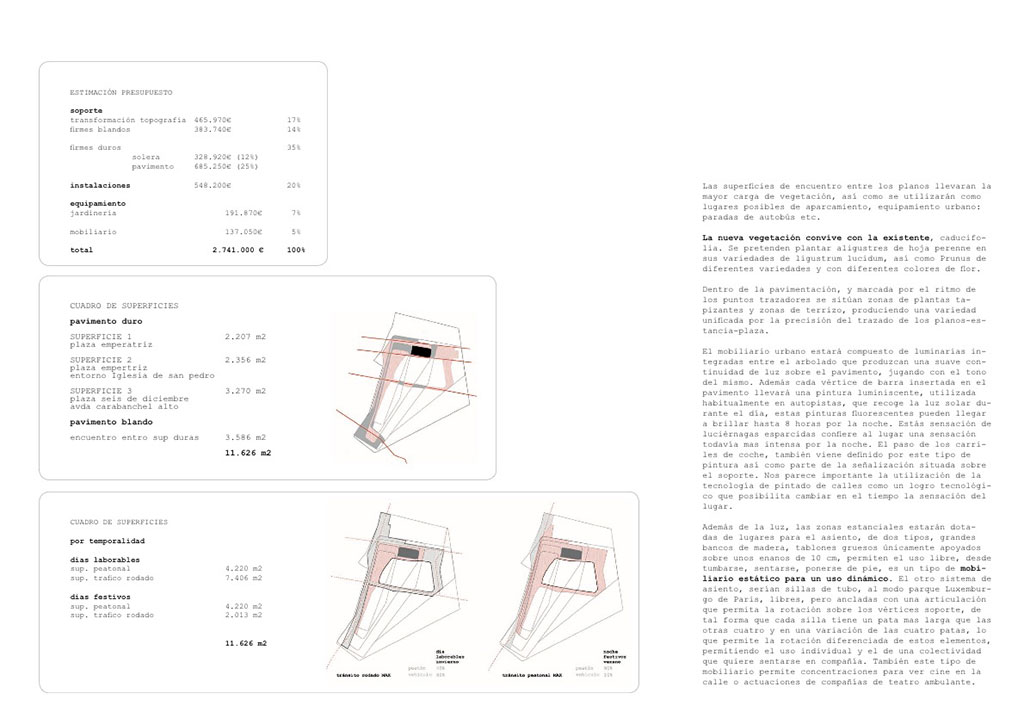 ESTIMACIÓN PRESUPUESTO
soporte
transformación topografía 465.970€ 17%
firmes blandos 383.740€ 14%
firmes duros 35%
solera 328.920€ (12%)
pavimento 685.250€ (25%)
instalaciones 548.200€ 20%
equipamiento
jardinería 191.870€ 7%
mobiliario 137.050€ 5%
total 2.741.000 € 100%
CUADRO DE SUPERFICIES
pavimento duro
SUPERFICIE 1 2.207 m2
plaza emperatriz
SUPERFICIE 2 2.356 m2
plaza empertriz
entorno Iglesia de san pedro
SUPERFICIE 3 3.270 m2
plaza seis de diciembre
avda carabanchel alto
pavimento blando
encuentro entro sup duras 3.586 m2
11.626 m2
CUADRO DE SUPERFICIES
por temporalidad
dias laborables
sup. peatonal 4.220 m2
sup. trafico rodado 7.406 m2
dias festivos
sup. peatonal 4.220 m2
sup. trafico rodado 2.013 m2
11.626 m2
dia
laborables
invierno
peatón
vehículo
tránsito rodado MAX
noche
festivos
verano
peatón
vehículo
tránsito peatonal MAX
Las superficies de encuentro entre los planos llevaran la
mayor carga de vegetación, así como se utilizarán como
lugares posibles de aparcamiento, equipamiento urbano:
paradas de autobús etc.
La nueva vegetación convive con la existente, caducifo-
lia. Se pretenden plantar aligustres de hoja perenne en
sus variedades de ligustrum lucidum, así como Prunus de
diferentes variedades y con diferentes colores de flor.
Dentro de la pavimentación, y marcada por el ritmo de
los puntos trazadores se sitúan zonas de plantas ta-
pizantes y zonas de terrizo, produciendo una variedad
unificada por la precisión del trazado de los planos-es-
tancia-plaza.
El mobiliario urbano estará compuesto de luminarias in-
tegradas entre el arbolado que produzcan una suave con-
tinuidad de luz sobre el pavimento, jugando con el tono
del mismo. Además cada vértice de barra insertada en el
pavimento llevará una pintura luminiscente, utilizada
habitualmente en autopistas, que recoge la luz solar du-
rante el día, estas pinturas fluorescentes pueden llegar
a brillar hasta 8 horas por la noche. Estás sensación de
luciérnagas esparcidas confiere al lugar una sensación
todavía mas intensa por la noche. El paso de los carri-
les de coche, también viene definido por este tipo de
pintura así como parte de la señalización situada sobre
el soporte. Nos parece importante la utilización de la
tecnología de pintado de calles como un logro tecnológi-
co que posibilita cambiar en el tiempo la sensación del
lugar.
Además de la luz, las zonas estanciales estarán dota-
das de lugares para el asiento, de dos tipos, grandes
bancos de madera, tablones gruesos únicamente apoyados
sobre unos enanos de 10 cm, permiten el uso libre, desde
tumbarse, sentarse, ponerse de pie, es un tipo de mobi-
liario estático para un uso dinámico. El otro sistema de
asiento, serían sillas de tubo, al modo parque Luxembur-
go de Paris, libres, pero ancladas con una articulación
que permita la rotación sobre los vértices soporte, de
tal forma que cada silla tiene un pata mas larga que las
otras cuatro y en una variación de las cuatro patas, lo
que permite la rotación diferenciada de estos elementos,
permitiendo el uso individual y el de una colectividad
que quiere sentarse en compañía. También este tipo de
mobiliario permite concentraciones para ver cine en la
calle o actuaciones de compañías de teatro ambulante.